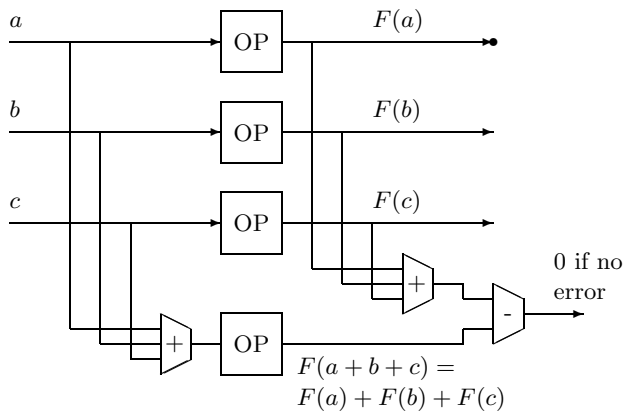 a
OP
F(a)
b
OP
F(b)
c
OP
F(c)
+
0 if no
error
-
+
OP
F(a + b + c) =
F(a) + F(b) + F(c)